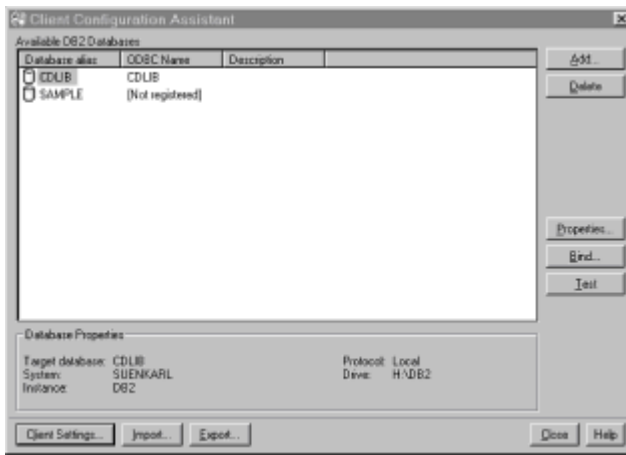 Client Configuration Assistant
Available DB2 Databases
Database alias ODBC Name Description
CDLIB CDLIB
SAMPLE [Not registered]
Add...
Delete
Properties...
Bind...
Test
Database Properties
Target database: CDLIB Protocol: Local
System: SUENKARL Drive: H:\DB2
Instance: DB2
Client Settings... Import... Export... Close Help